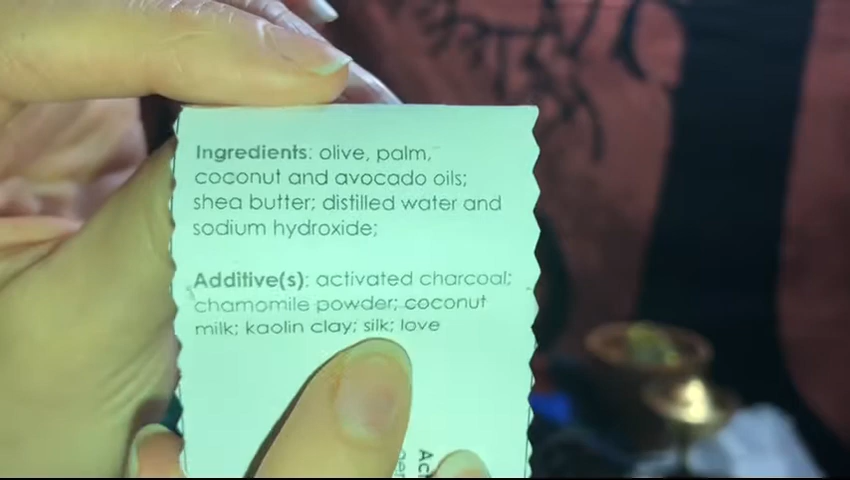 Ingredients: olive, palm,
coconut and avocado oils;
shea butter; distilled water and
sodium hydroxide;
Additive(s): activated charcoal;
chamomile powder; coconut
milk; kaolin clay; silk; love